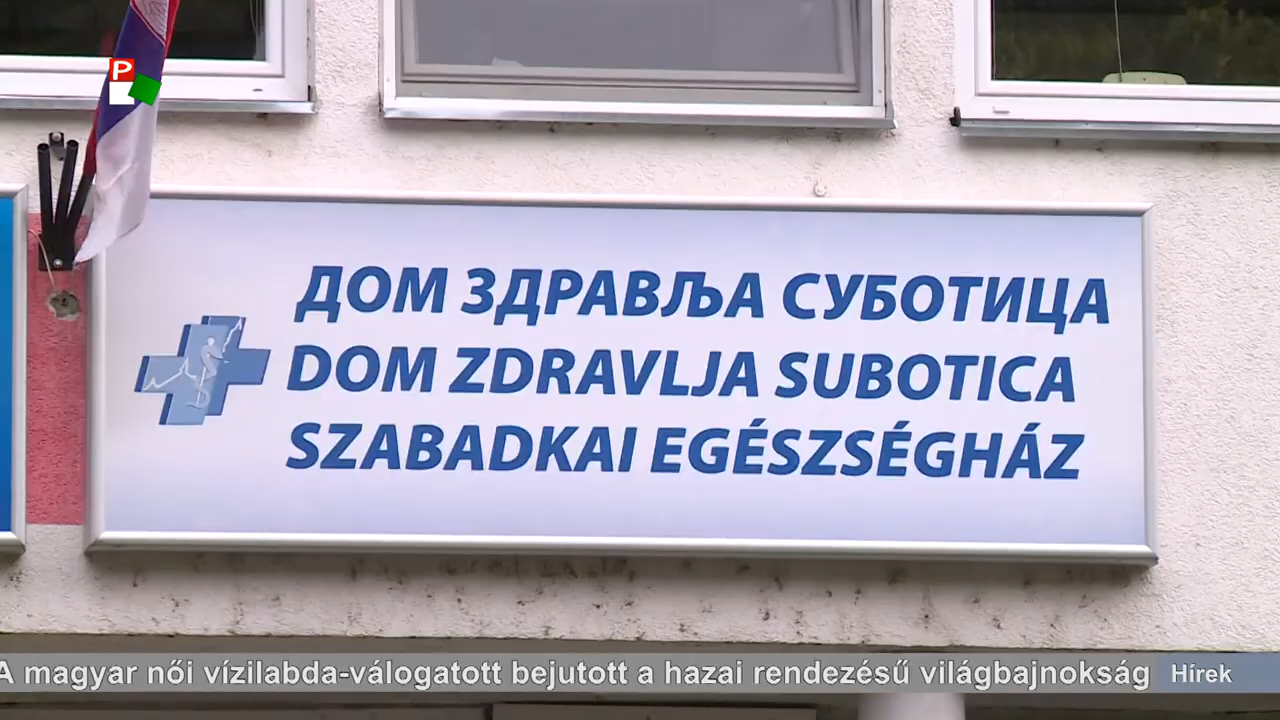 P
ДОМ ЗДРАВЉА СУБОТИЦА
DOM ZDRAVLJA SUBOTICA
SZABADKAI EGÉSZSÉGHÁZ
A magyar női vízilabda-válogatott bejutott a hazai rendezésű világbajnokság
Hírek